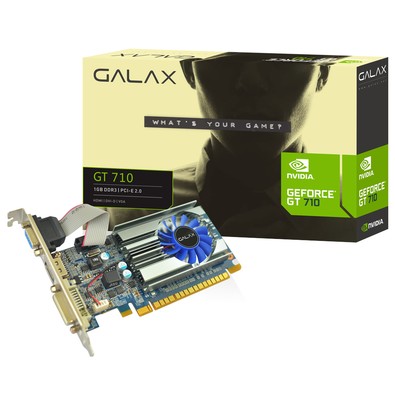 GALAX
WHAT'S YOUR GAME?
GT 710
1GB DDR3 | PCI-E 2.0
NVIDIA
GEFORCE
GT 710
GALAX
NVIDIA
GEFORCE
GT 710
NVIDIA
GALAX